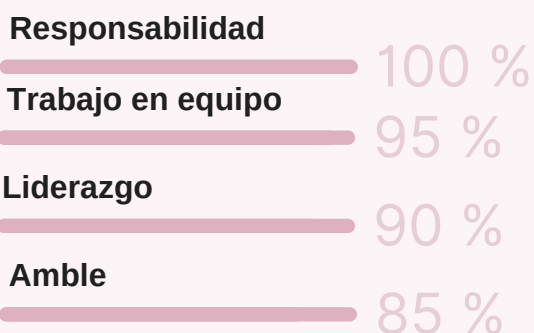 Responsabilidad
100 %
Trabajo en equipo
95 %
Liderazgo
90 %
Amble
85 %